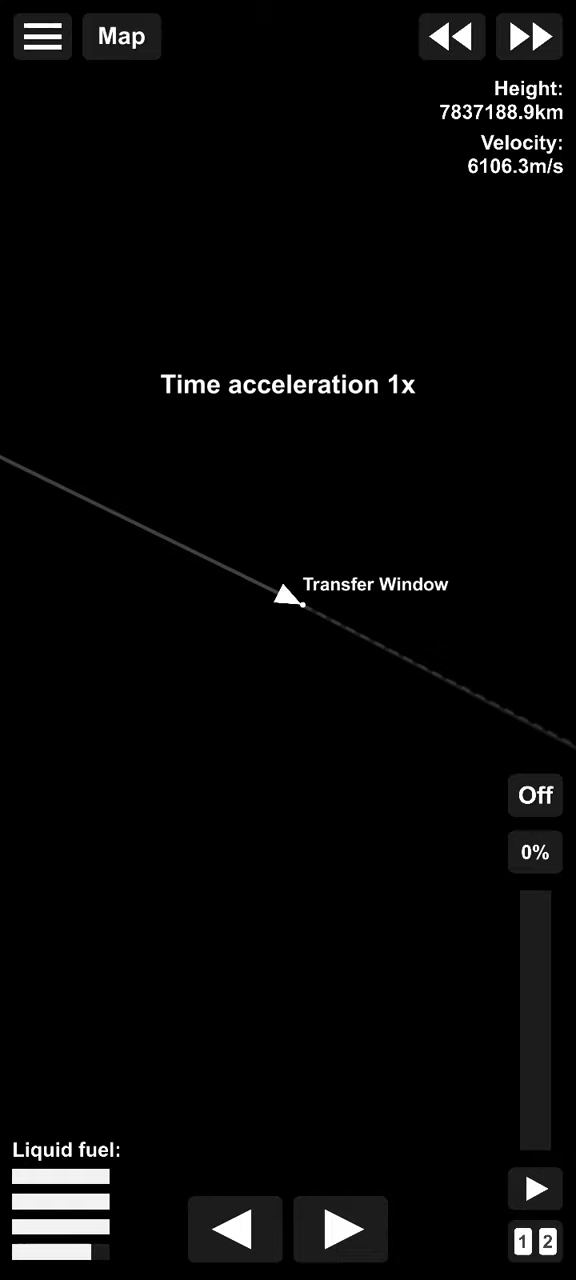 Map
Height:
7837188.9km
Velocity:
6106.3m/s
Time acceleration 1x
Transfer Window
Off
0%
Liquid fuel:
1 2